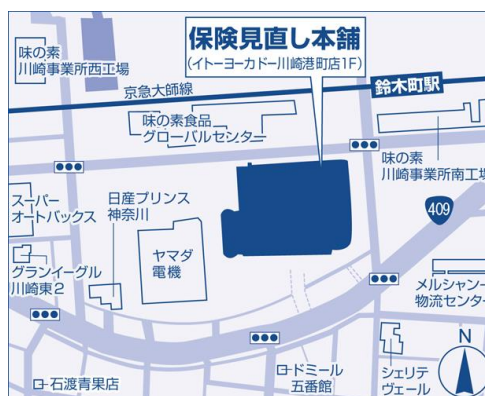 保険見直し本舗
(イトーヨーカドー川崎港町店1F)
味の素
川崎事業所西工場
京急大師線
鈴木町駅
味の素食品
グローバルセンター
味の素
川崎事業所南工場
スーパー
オートバックス
日産プリンス
神奈川
409
ヤマダ
電機
グランイーグル
川崎東2
メルシャン
物流センター
石渡青果店
ドミール
五番館
シェリテ
ヴェール
N